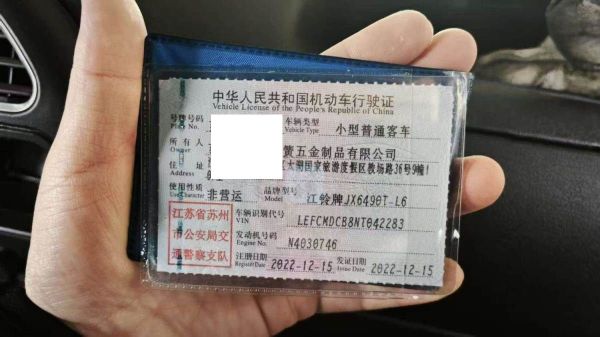 中华人民共和国机动车行驶证
Vehicle License of the People's Republic of China
号牌号码 车辆类型 小型普通客车
Plate No. Vehicle Type
所有人 簧五金制品有限公司
Owner
住址 太湖国家旅游度假区牧场路36号9幢1
Address
使用性质 非营运 品牌型号 江铃牌JX6490T-L6
Use Character
江苏省苏州
市公安局交
通警察支队
车辆识别代号 LEFCMDCB8NT042283
VIN
发动机号码 N4030746
Engine No.
注册日期 2022-12-15 发证日期 2022-12-15
Register Date Issue Date